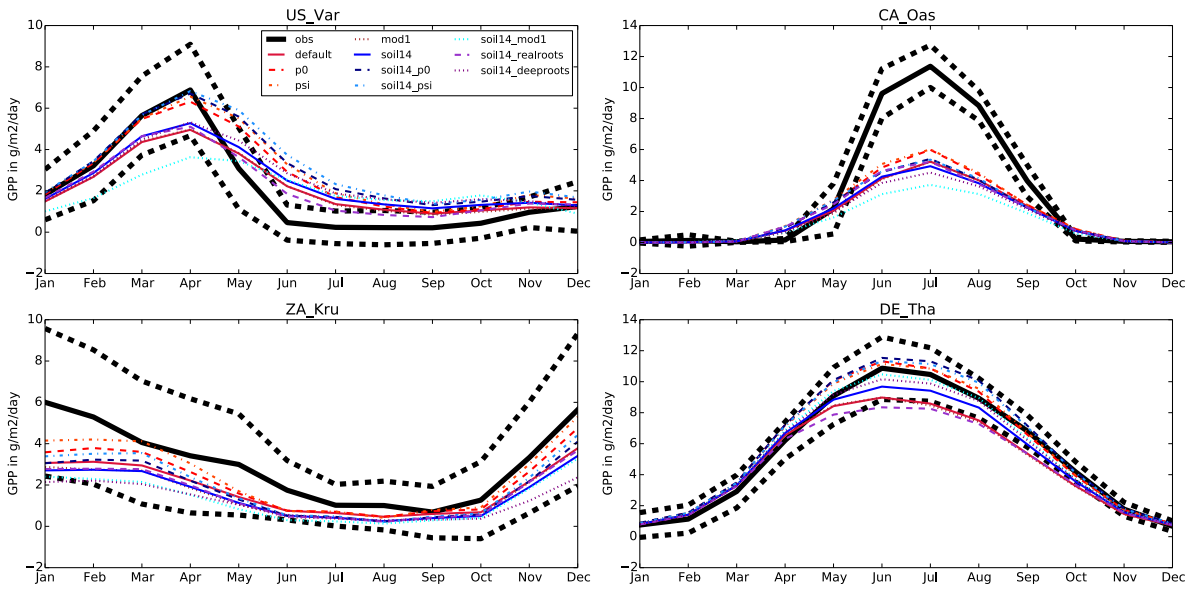 US_Var
GPP in g/m2/day
10
8
6
4
2
0
−2
obs
default
p0
psi
mod1
soil14
soil14_p0
soil14_psi
soil14_mod1
soil14_realroots
soil14_deeproots
Jan Feb Mar Apr May Jun Jul Aug Sep Oct Nov Dec
CA_Oas
GPP in g/m2/day
14
12
10
8
6
4
2
0
−2
Jan Feb Mar Apr May Jun Jul Aug Sep Oct Nov Dec
ZA_Kru
GPP in g/m2/day
10
8
6
4
2
0
−2
Jan Feb Mar Apr May Jun Jul Aug Sep Oct Nov Dec
DE_Tha
GPP in g/m2/day
14
12
10
8
6
4
2
0
−2
Jan Feb Mar Apr May Jun Jul Aug Sep Oct Nov Dec